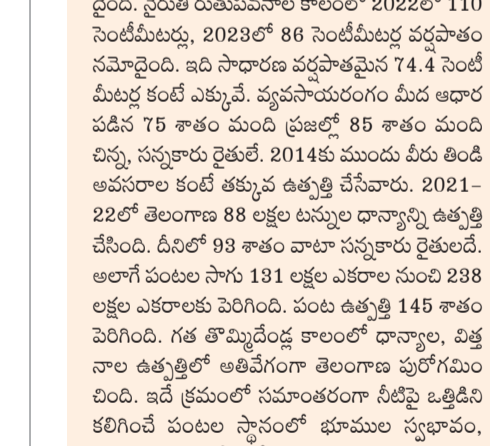 దైంది. నైరుతి రుతుపవనాల కాలంలో 2022లో 110
సెంటీమీటర్లు, 2023లో 86 సెంటీమీటర్ల వర్షపాతం
నమోదైంది. ఇది సాధారణ వర్షపాతమైన 74.4 సెంటీ
మీటర్ల కంటే ఎక్కువే. వ్యవసాయరంగం మీద ఆధార
పడిన 75 శాతం మంది ప్రజల్లో 85 శాతం మంది
చిన్న, సన్నకారు రైతులే. 2014కు ముందు వీరు తిండి
అవసరాల కంటే తక్కువ ఉత్పత్తి చేసేవారు. 2021–
22లో తెలంగాణ 88 లక్షల టన్నుల ధాన్యాన్ని ఉత్పత్తి
చేసింది. దీనిలో 93 శాతం వాటా సన్నకారు రైతులదే.
అలాగే పంటల సాగు 131 లక్షల ఎకరాల నుంచి 238
లక్షల ఎకరాలకు పెరిగింది. పంట ఉత్పత్తి 145 శాతం
పెరిగింది. గత తొమ్మిదేండ్ల కాలంలో ధాన్యాల, విత్త
నాల ఉత్పత్తిలో అతివేగంగా తెలంగాణ పురోగమిం
చింది. ఇదే క్రమంలో సమాంతరంగా నీటిపై ఒత్తిడిని
కలిగించే పంటల స్థానంలో భూముల స్వభావం,